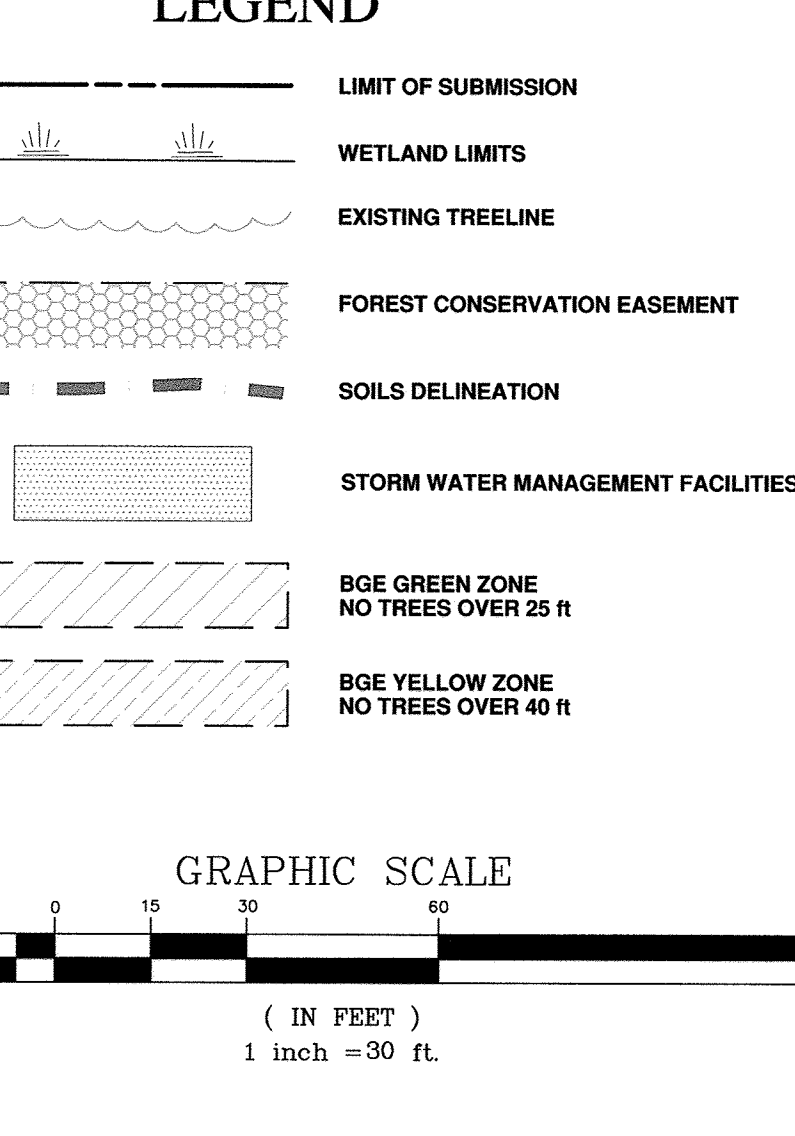 LEGEND
LIMIT OF SUBMISSION
WETLAND LIMITS
EXISTING TREELINE
FOREST CONSERVATION EASEMENT
SOILS DELINEATION
STORM WATER MANAGEMENT FACILITIES
BGE GREEN ZONE
NO TREES OVER 25 ft
BGE YELLOW ZONE
NO TREES OVER 40 ft
GRAPHIC SCALE
0 15 30 60
( IN FEET )
1 inch =30 ft.